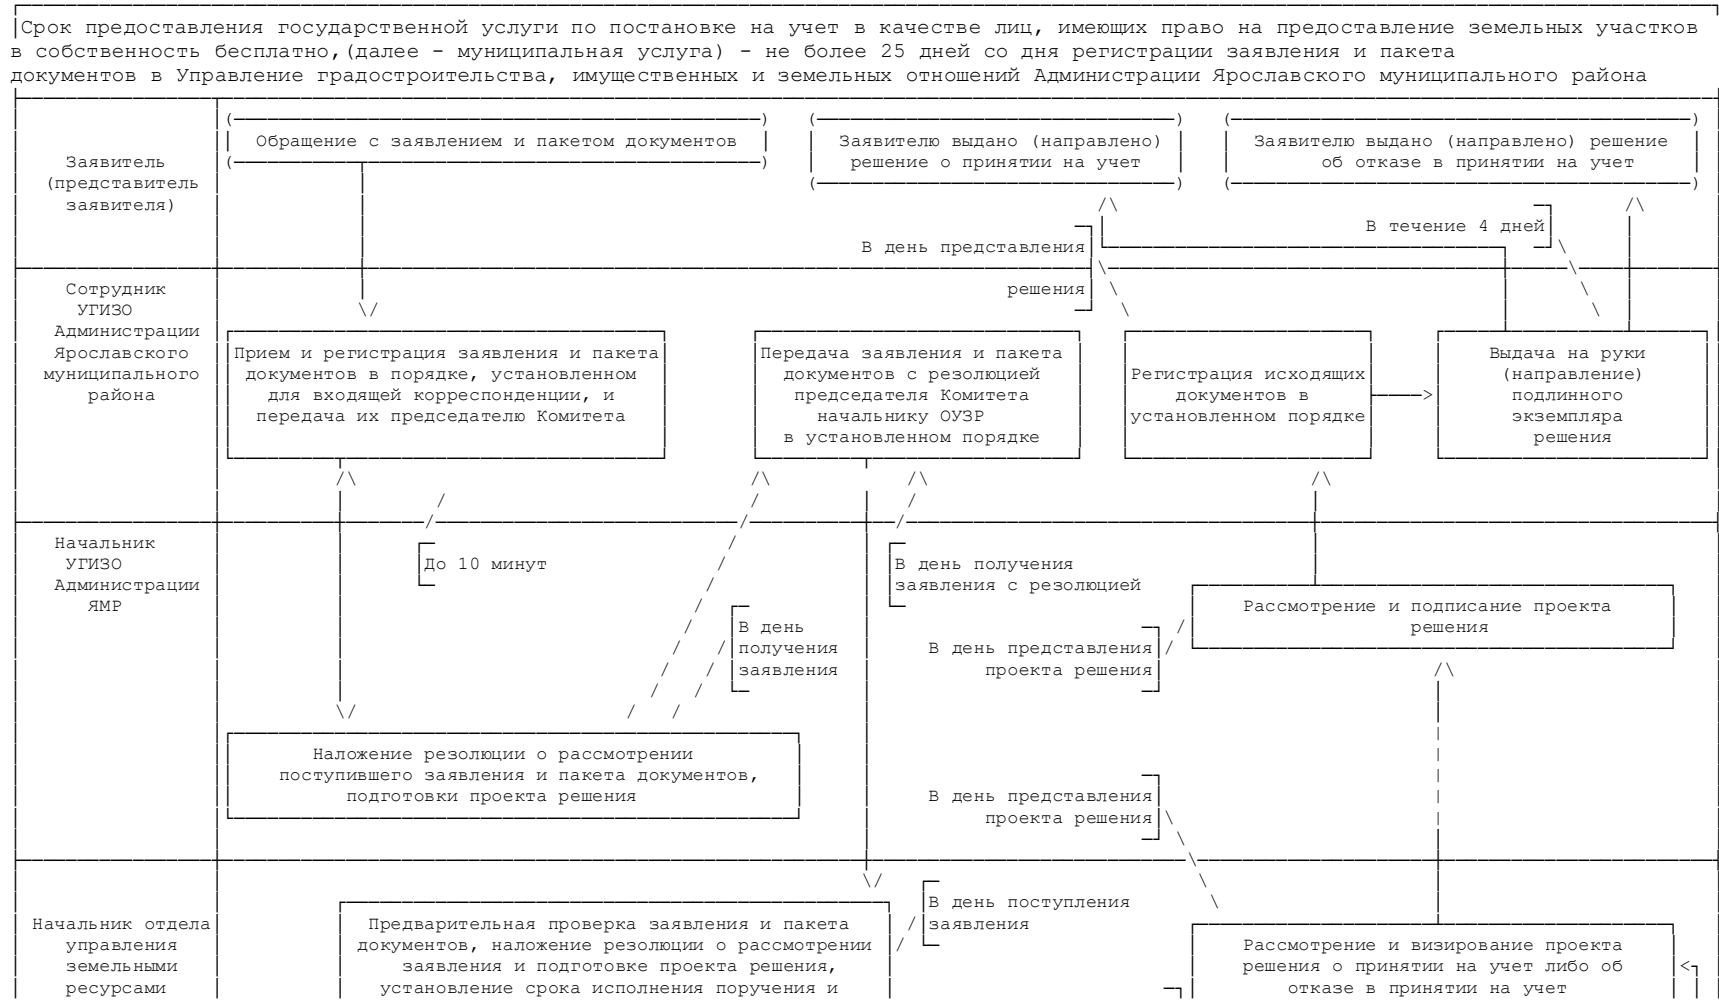 Срок предоставления государственной услуги по постановке на учет в качестве лиц, имеющих право на предоставление земельных участков
в собственность бесплатно,(далее - муниципальная услуга) - не более 25 дней со дня регистрации заявления и пакета
документов в Управление градостроительства, имущественных и земельных отношений Администрации Ярославского муниципального района
Заявитель
(представитель
заявителя)
Обращение с заявлением и пакетом документов
Заявителю выдано (направлено)
решение о принятии на учет
Заявителю выдано (направлено) решение
об отказе в принятии на учет
В течение 4 дней
В день представления
решения
Сотрудник
УГИЗО
Администрации
Ярославского
муниципального
района
Прием и регистрация заявления и пакета
документов в порядке, установленном
для входящей корреспонденции, и
передача их председателю Комитета
Передача заявления и пакета
документов с резолюцией
председателя Комитета
начальнику ОУЗР
в установленном порядке
Регистрация исходящих
документов в
установленном порядке
Выдача на руки
(направление)
подлинного
экземпляра
решения
Начальник
УГИЗО
Администрации
ЯМР
До 10 минут
В день получения
заявления с резолюцией
В день
получения
заявления
Рассмотрение и подписание проекта
решения
В день представления
проекта решения
Наложение резолюции о рассмотрении
поступившего заявления и пакета документов,
подготовки проекта решения
В день представления
проекта решения
Начальник отдела
управления
земельными
ресурсами
Предварительная проверка заявления и пакета
документов, наложение резолюции о рассмотрении
заявления и подготовке проекта решения,
установление срока исполнения поручения и
В день поступления
заявления
Рассмотрение и визирование проекта
решения о принятии на учет либо об
отказе в принятии на учет